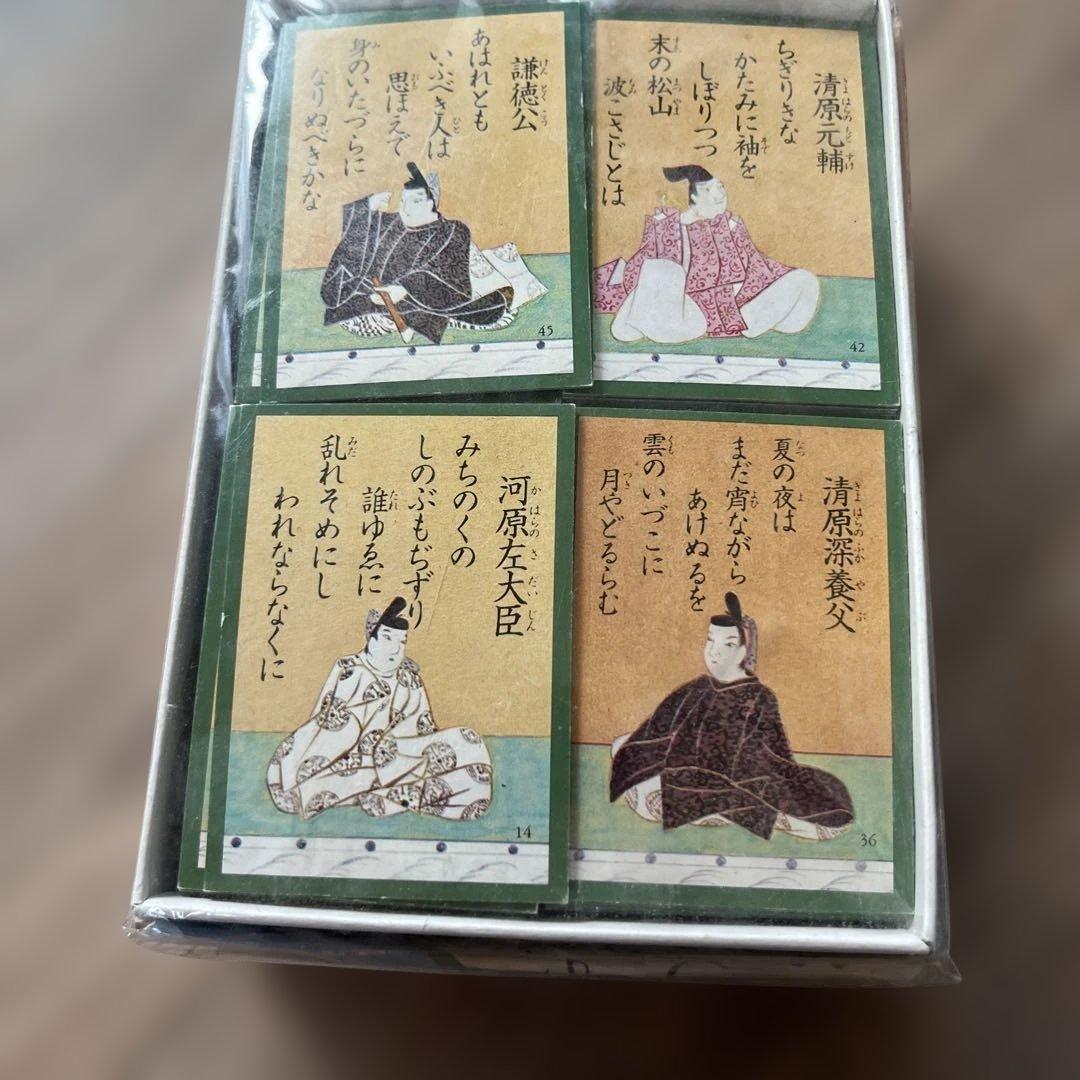 清原元輔
ちぎりきな
かたみに袖を
しぼりつつ
末の松山
波こさじとは
42
謙徳公
あはれとも
いふべき人は
思ほえで
身のいたづらに
なりぬべきかな
45
清原深養父
夏の夜は
まだ宵ながら
あけぬるを
雲のいづこに
月やどるらむ
36
河原左大臣
みちのくの
しのぶもぢずり
誰ゆゑに
乱れそめにし
われならなくに
14